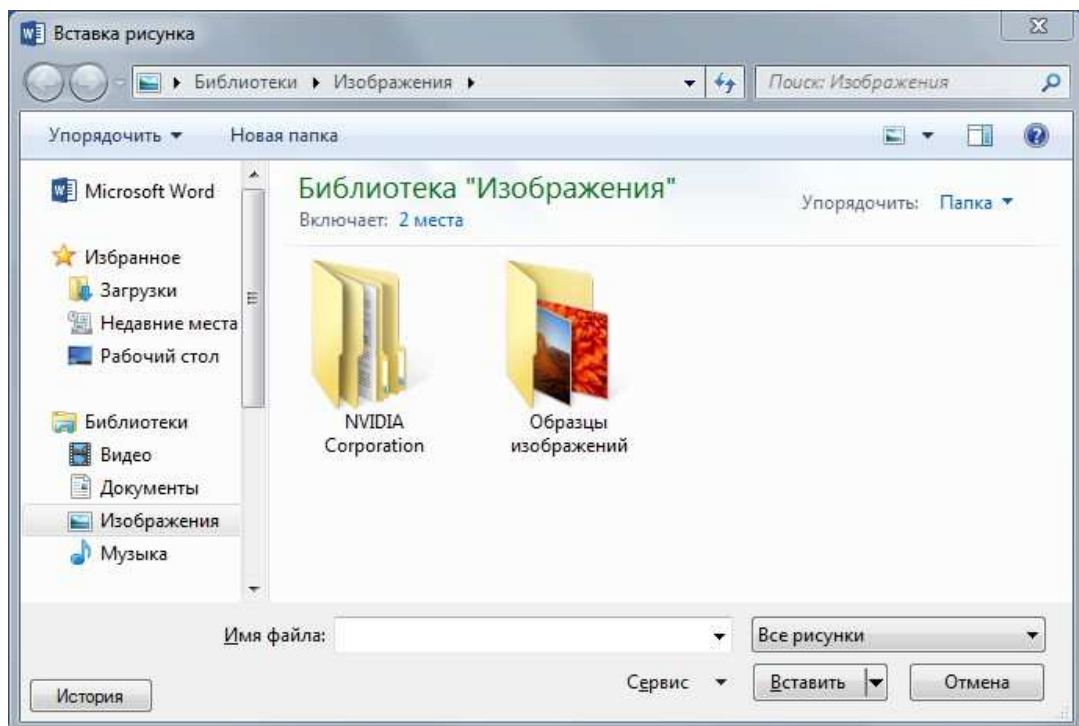 Вставка рисунка
Библиотеки Изображения
Поиск: Изображения
Упорядочить Новая папка
Microsoft Word
Избранное
Загрузки
Недавние места
Рабочий стол
Библиотеки
Видео
Документы
Изображения
Музыка
Библиотека "Изображения"
Включает: 2 места
Упорядочить: Папка
NVIDIA
Corporation
Образцы
изображений
Имя файла:
Все рисунки
Сервис
Вставить
Отмена
История